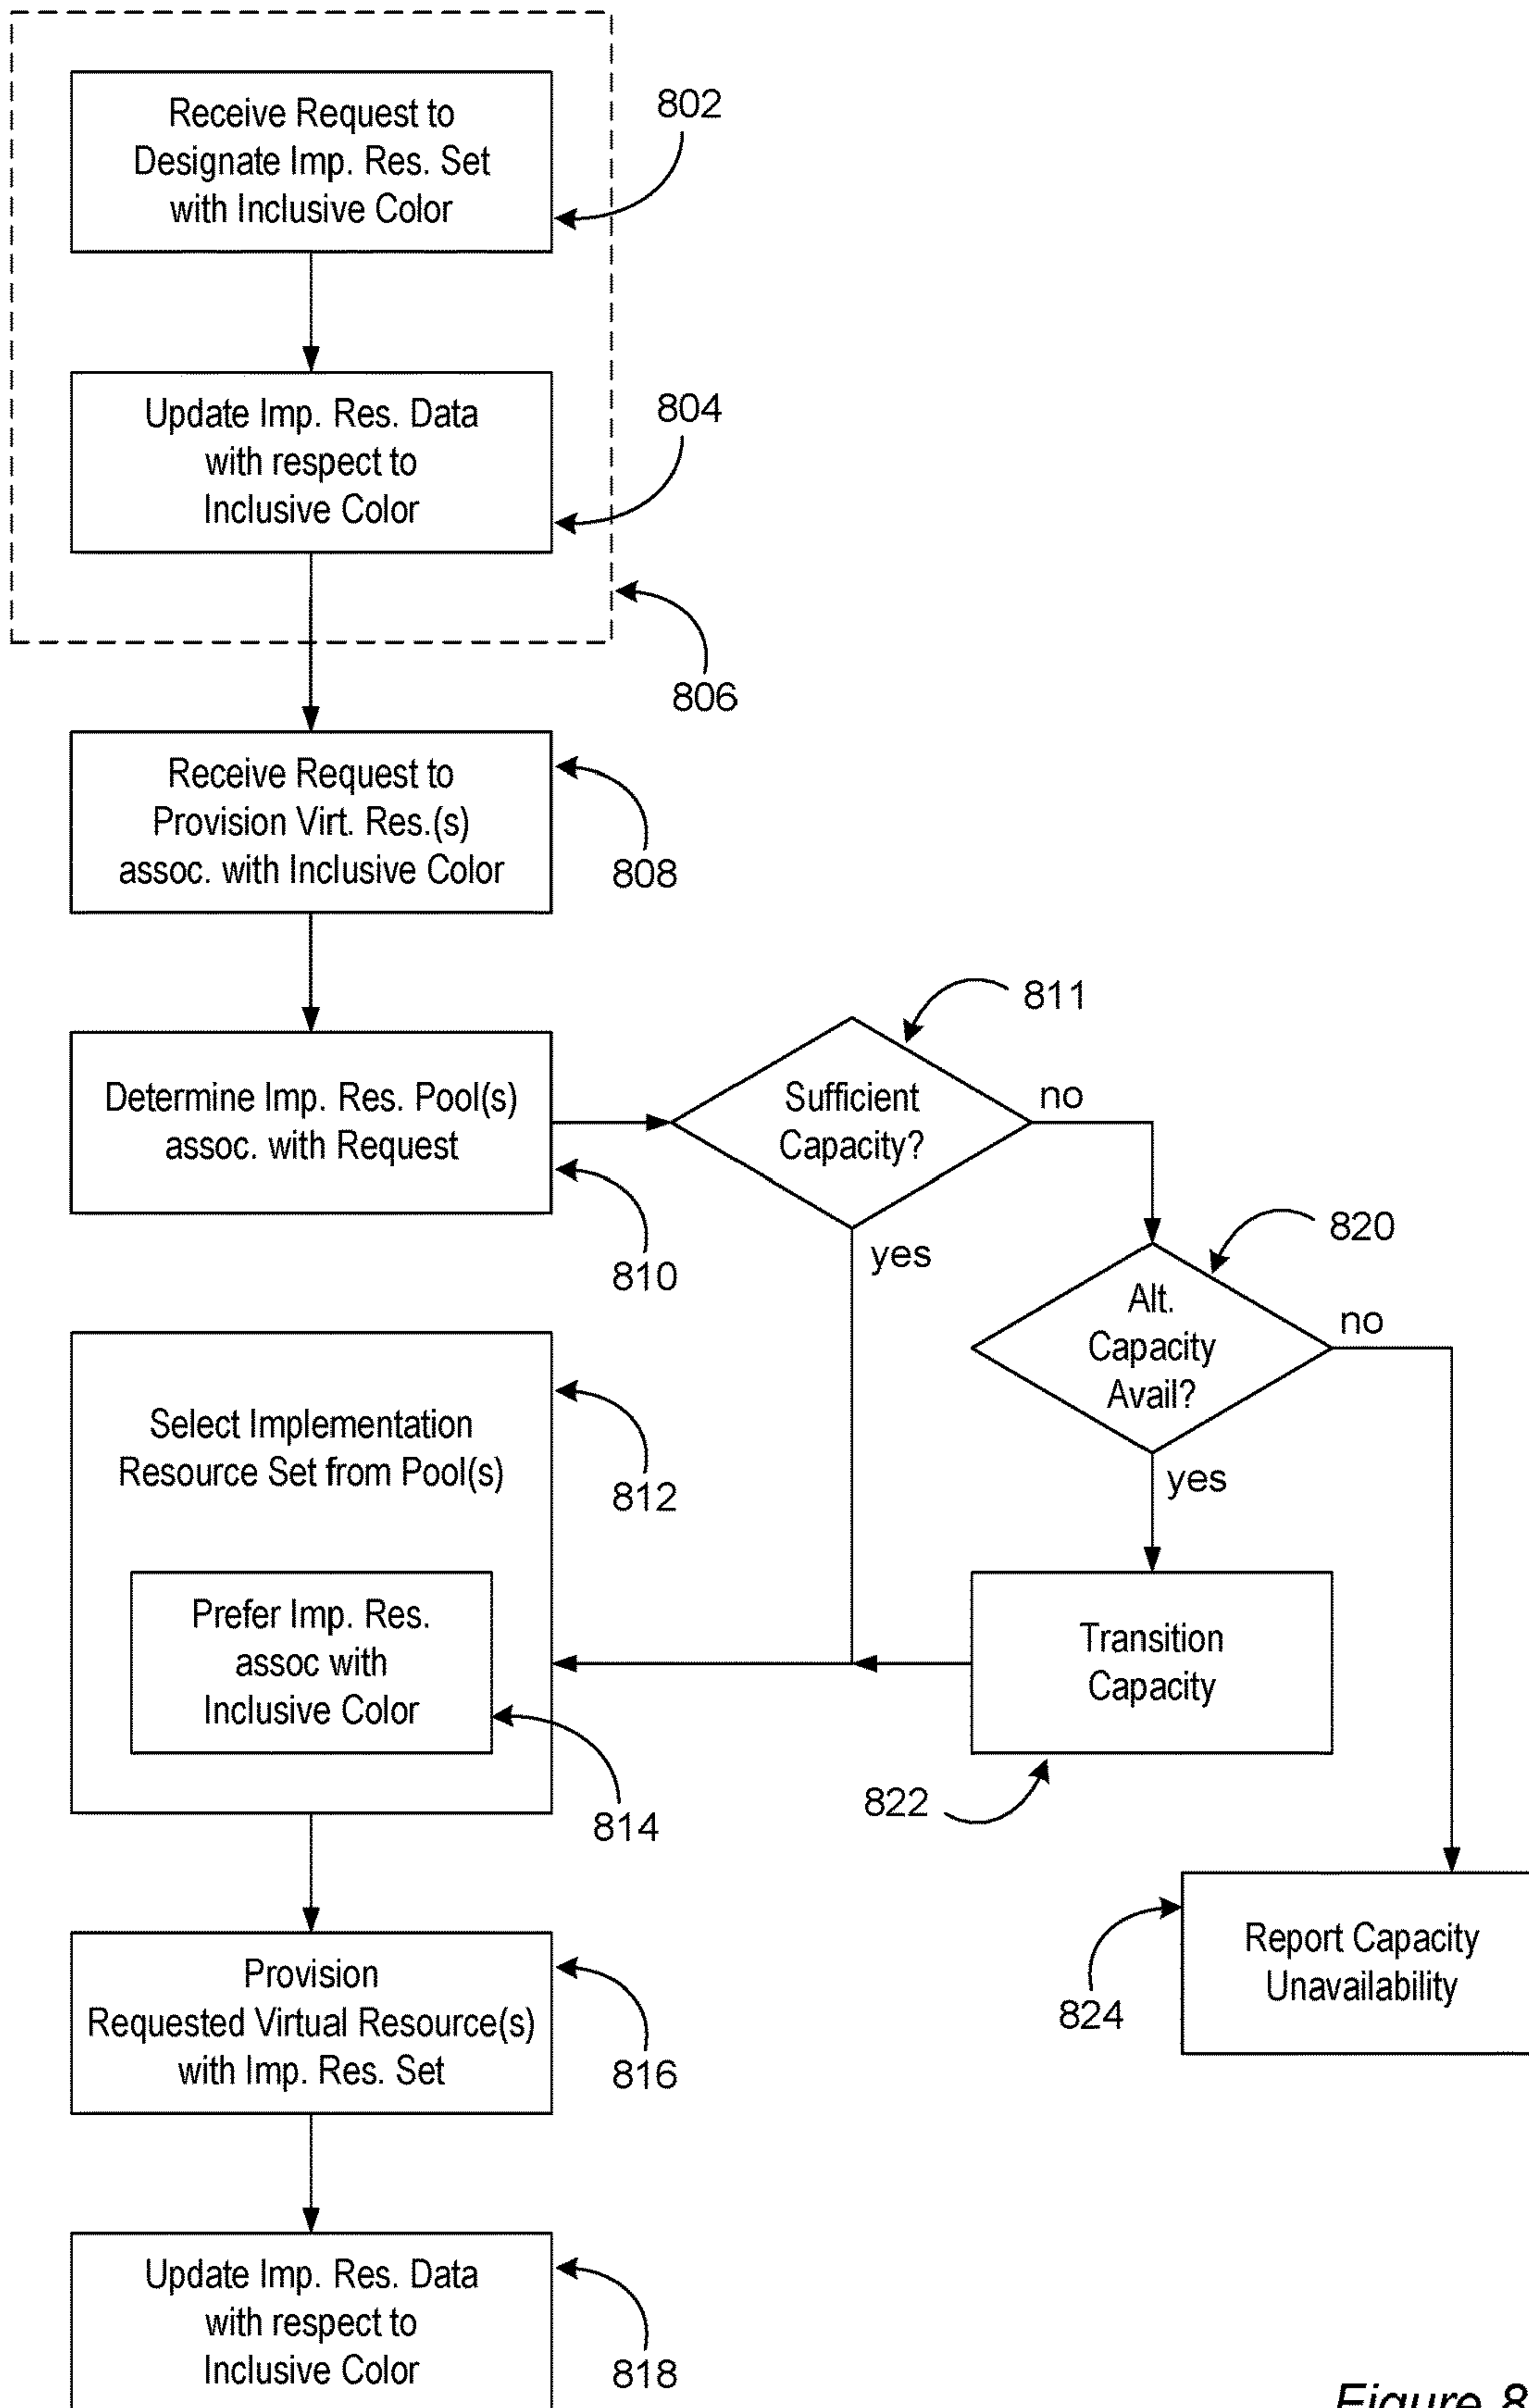 Receive Request to
Designate Imp. Res. Set
with Inclusive Color
802
Update Imp. Res. Data
with respect to
Inclusive Color
804
806
Receive Request to
Provision Virt. Res.(s)
assoc. with Inclusive Color
808
Determine Imp. Res. Pool(s)
assoc. with Request
810
Sufficient
Capacity?
811
no
yes
Alt.
Capacity
Avail?
820
no
yes
Select Implementation
Resource Set from Pool(s)
812
Prefer Imp. Res.
assoc with
Inclusive Color
814
Transition
Capacity
822
Report Capacity
Unavailability
824
Provision
Requested Virtual Resource(s)
with Imp. Res. Set
816
Update Imp. Res. Data
with respect to
Inclusive Color
818
Figure 8